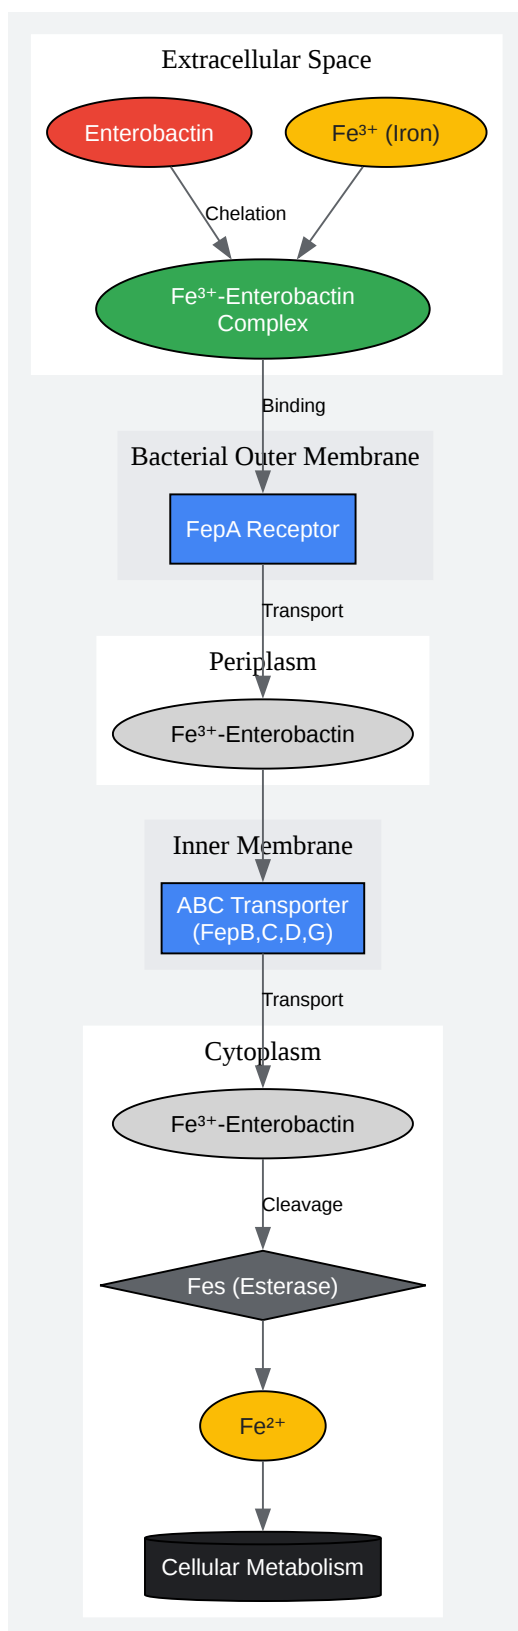 Extracellular Space
Enterobactin
Fe³⁺ (Iron)
Chelation
Fe³⁺-Enterobactin
Complex
Binding
Bacterial Outer Membrane
FepA Receptor
Transport
Periplasm
Fe³⁺-Enterobactin
Inner Membrane
ABC Transporter
(FepB,C,D,G)
Transport
Cytoplasm
Fe³⁺-Enterobactin
Cleavage
Fes (Esterase)
Fe²⁺
Cellular Metabolism